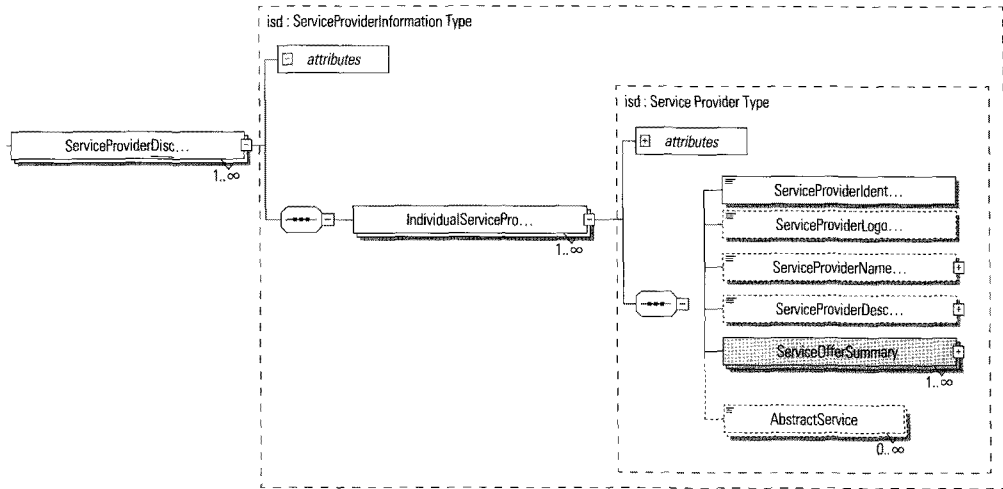 isd : ServiceProviderInformation Type
attributes
isd : Service Provider Type
ServiceProviderDisc...
1..∞
attributes
IndividualServicePro...
1..∞
ServiceProviderIdent...
ServiceProviderLogo...
ServiceProviderName...
ServiceProviderDesc...
ServiceOfferSummary
1..∞
AbstractService
0..∞